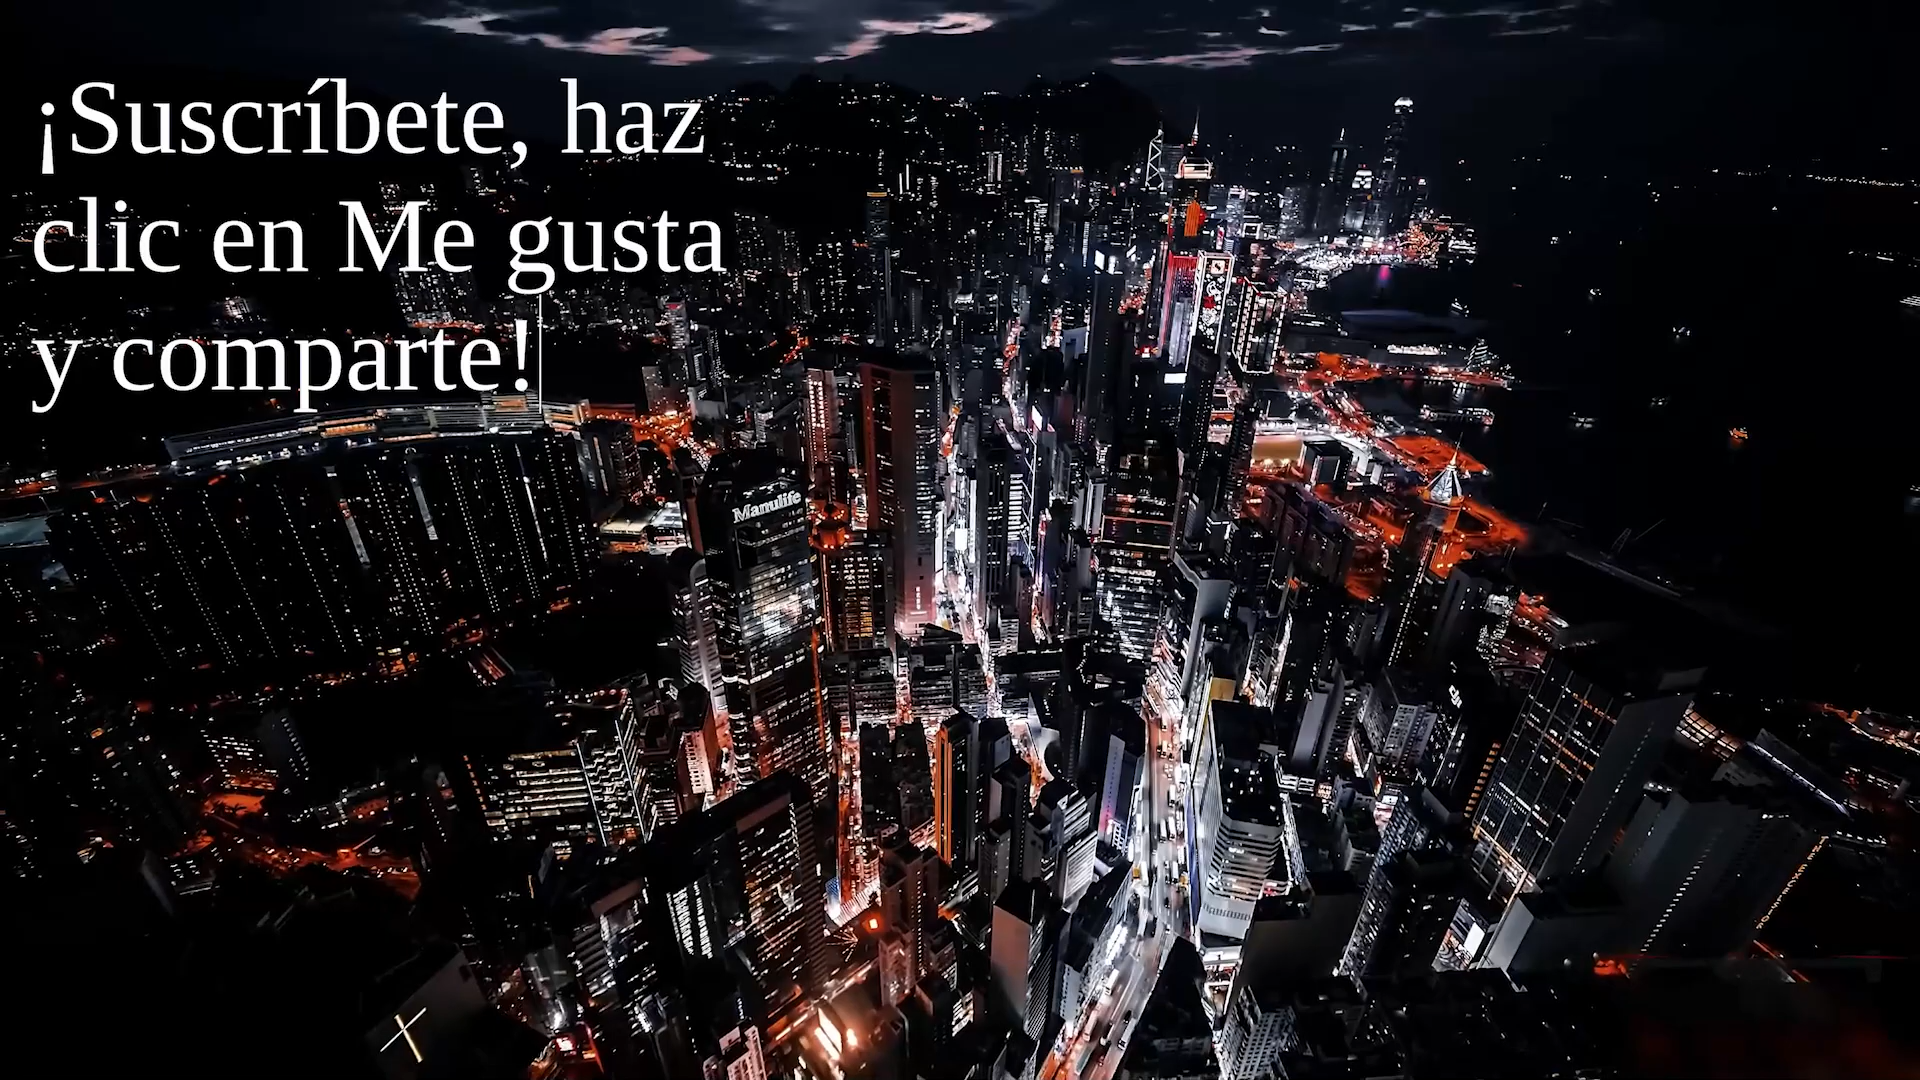 ¡Suscríbete, haz
clic en Me gusta
y comparte!
Manulife